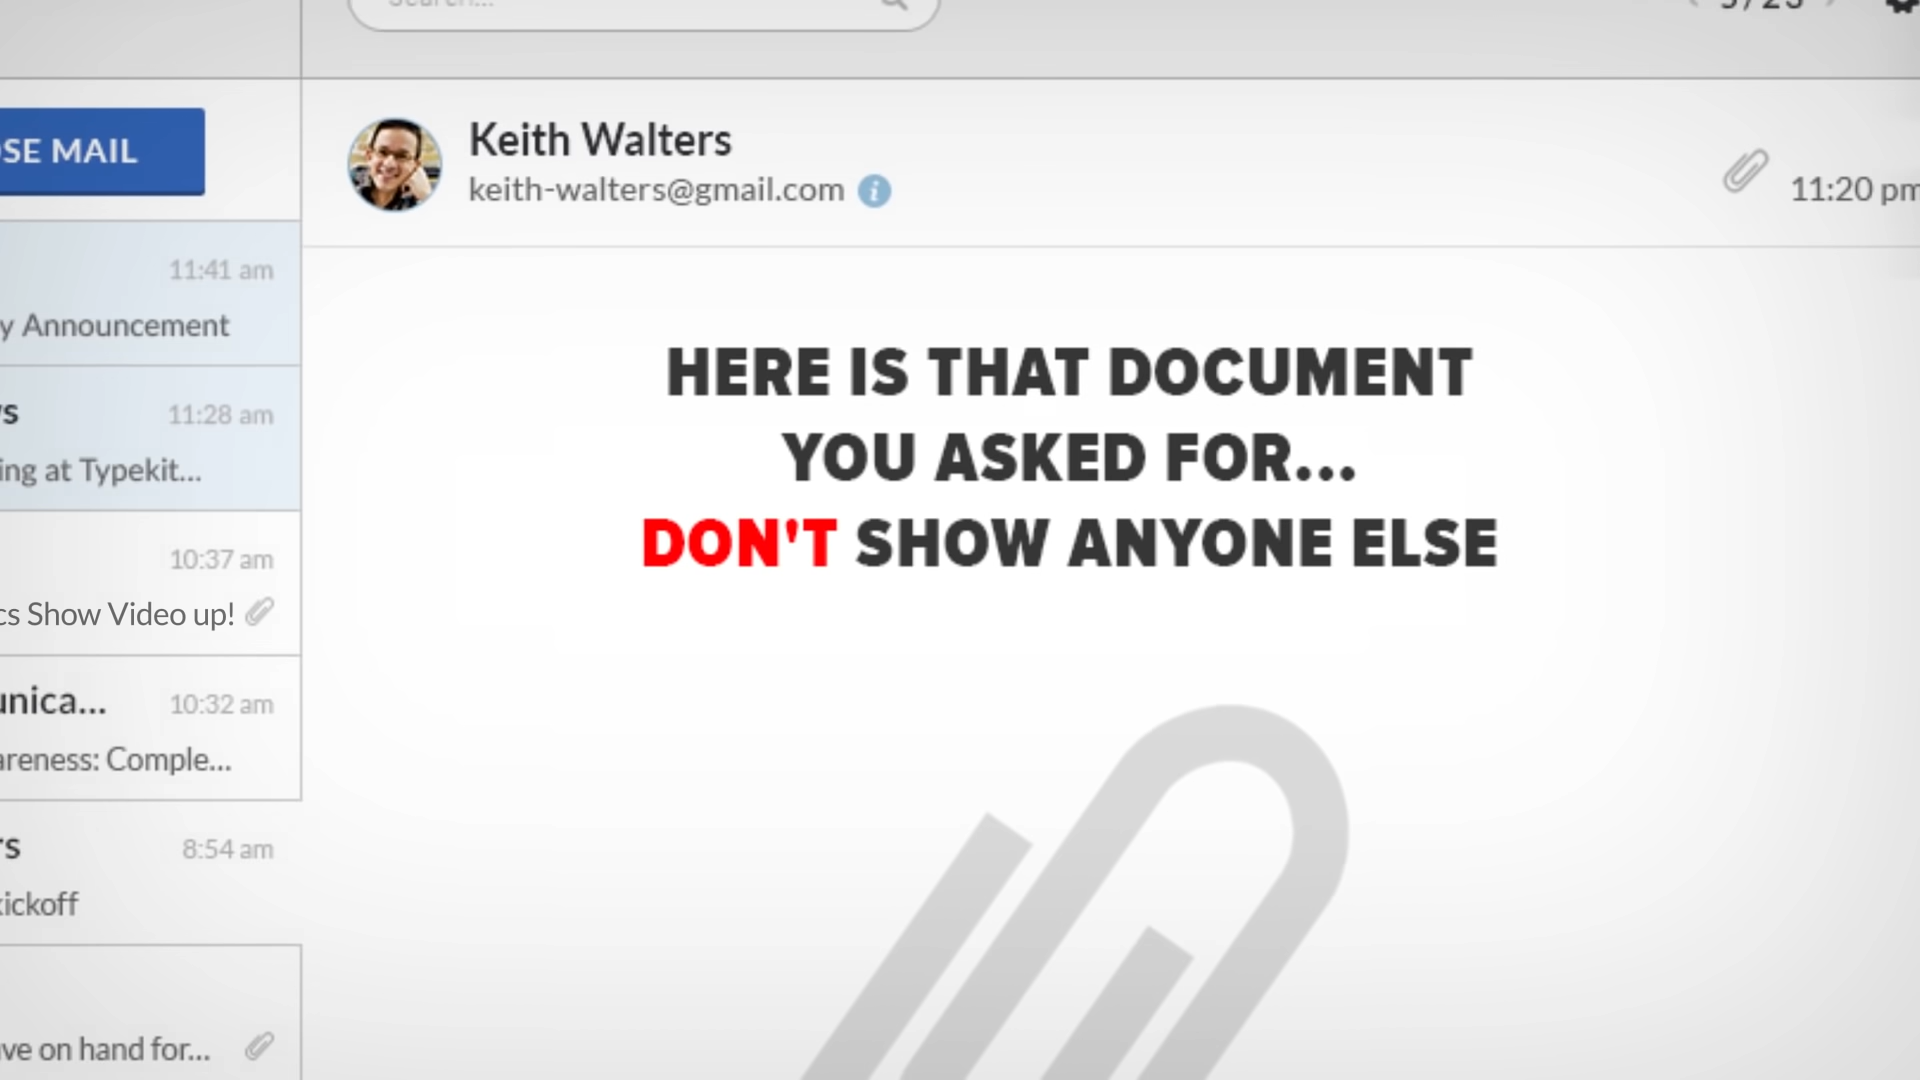 OSE MAIL
11:41 am
y Announcement
11:28 am
ing at Typekit...
10:37 am
cs Show Video up!
unica... 10:32 am
areness: Comple...
8:54 am
kickoff
ve on hand for...
Search...
Keith Walters
keith-walters@gmail.com
11:20 pm
HERE IS THAT DOCUMENT
YOU ASKED FOR...
DON'T SHOW ANYONE ELSE